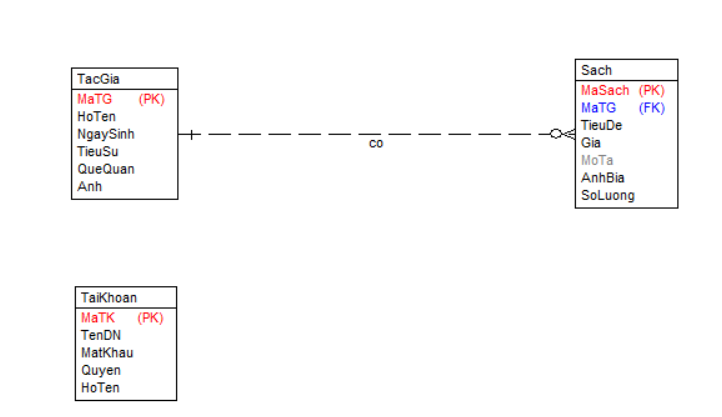 TacGia
MaTG (PK)
HoTen
NgaySinh
TieuSu
QueQuan
Anh
co
Sach
MaSach (PK)
MaTG (FK)
TieuDe
Gia
MoTa
AnhBia
SoLuong
TaiKhoan
MaTK (PK)
TenDN
MatKhau
Quyen
HoTen